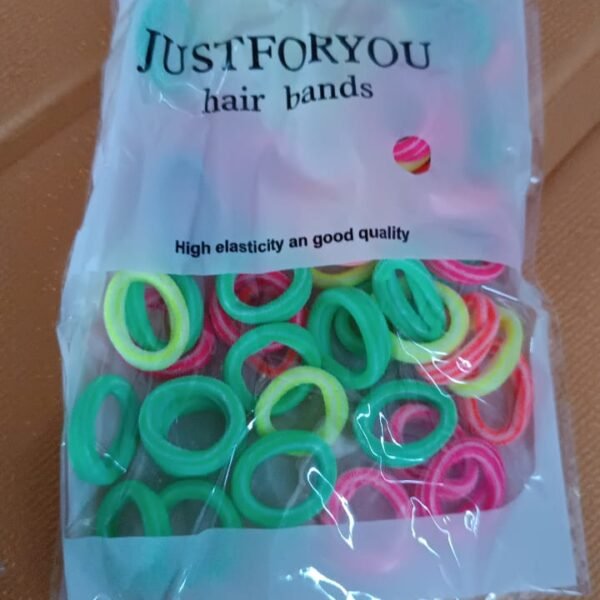 JUSTFORYOU
hair bands
High elasticity an good quality